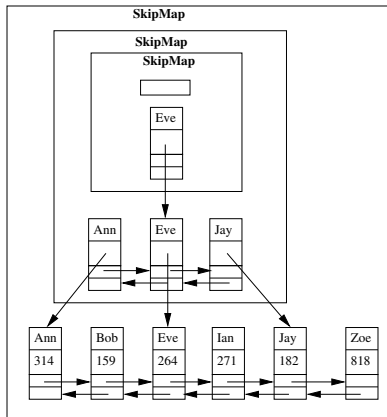 SkipMap
SkipMap
SkipMap
Eve
Ann Eve Jay
Ann Bob Eve Ian Jay Zoe
314 159 264 271 182 818